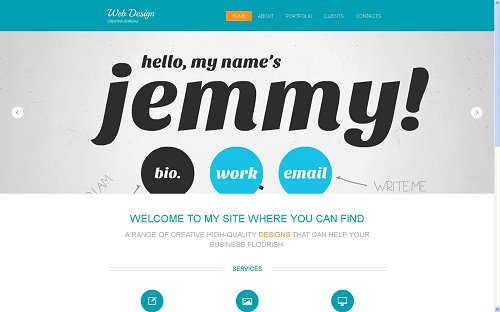 Web Design
CREATIVE BUREAU
HOME ABOUT PORTFOLIO CLIENTS CONTACTS
hello, my name's
jemmy!
bio. work email
I AM
WRITE ME
WELCOME TO MY SITE WHERE YOU CAN FIND
A RANGE OF CREATIVE HIGH-QUALITY DESIGNS THAT CAN HELP YOUR
BUSINESS FLOURISH.
SERVICES